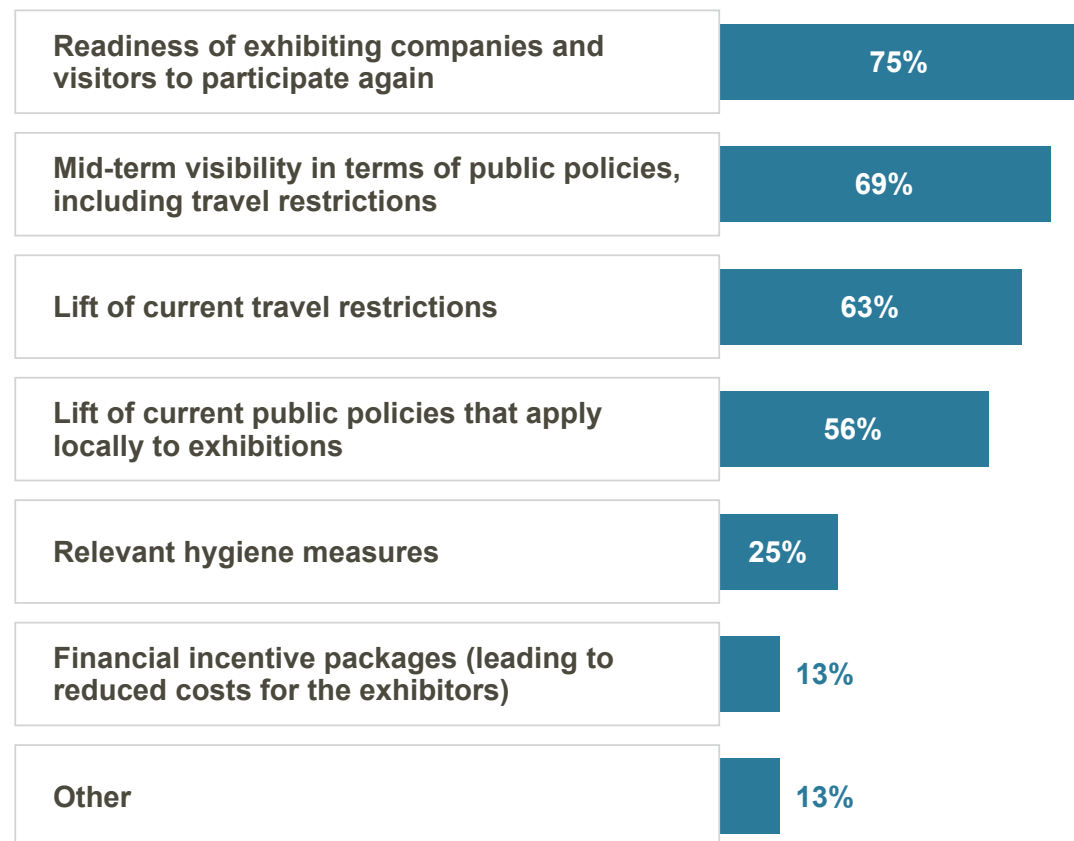 Readiness of exhibiting companies and
visitors to participate again
75%
Mid-term visibility in terms of public policies,
including travel restrictions
69%
Lift of current travel restrictions
63%
Lift of current public policies that apply
locally to exhibitions
56%
Relevant hygiene measures
25%
Financial incentive packages (leading to
reduced costs for the exhibitors)
13%
Other
13%